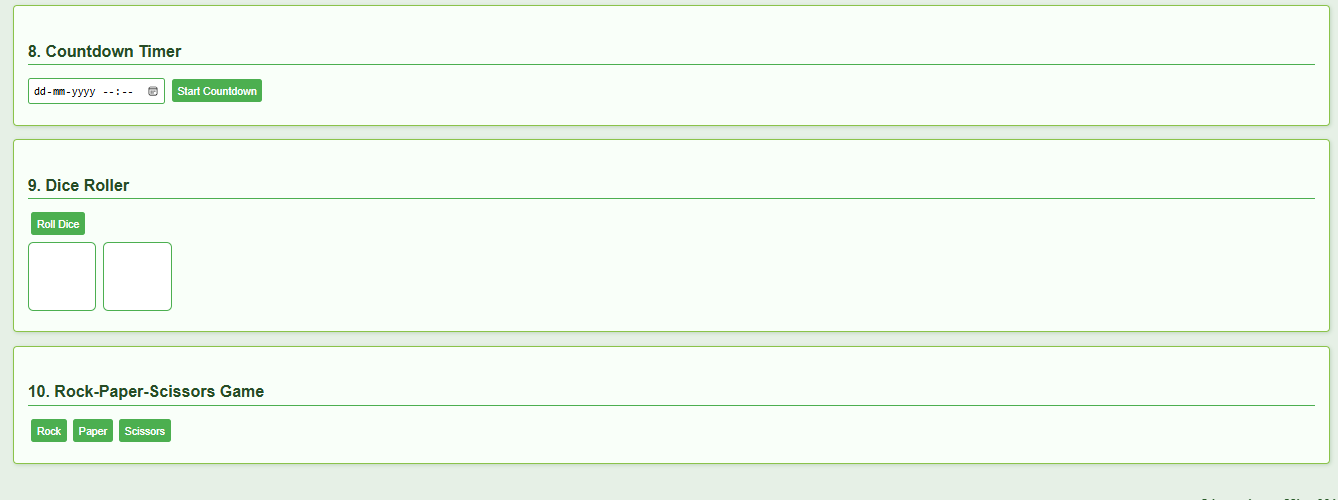 8. Countdown Timer
dd-mm-yyyy --:-- Start Countdown
9. Dice Roller
Roll Dice
10. Rock-Paper-Scissors Game
Rock Paper Scissors